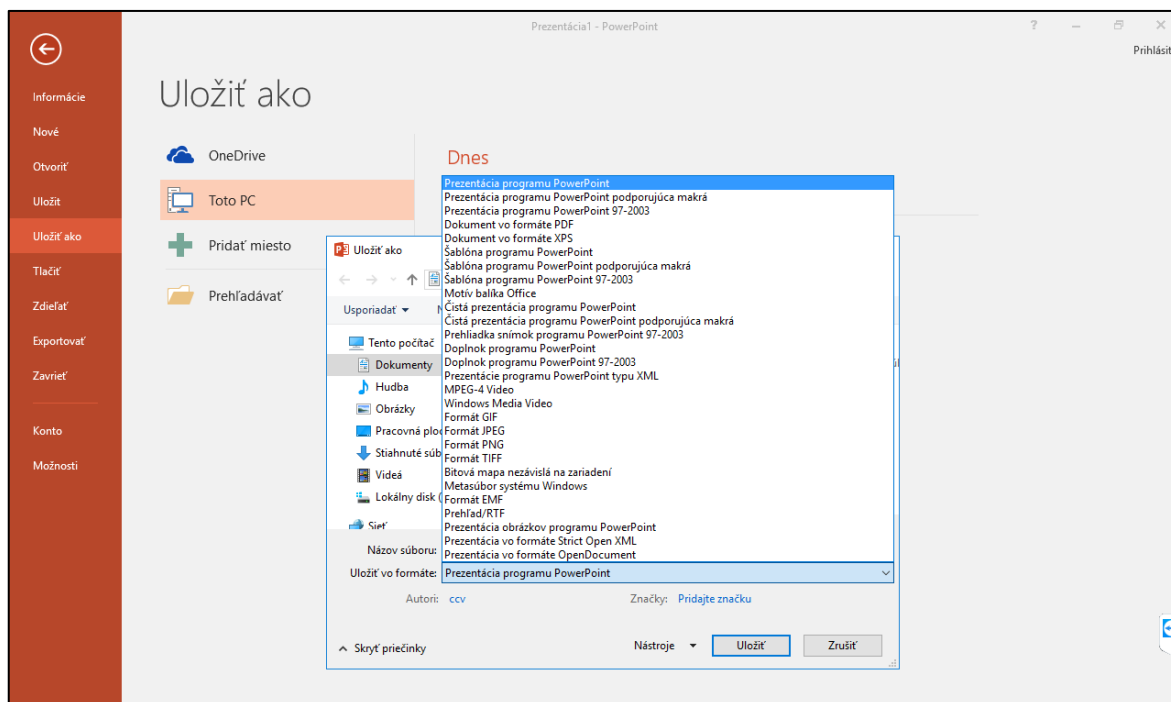 Prezentácia1 - PowerPoint
?
Prihlásiť
Informácie
Nové
Otvoriť
Uložit
Uložiť ako
Tlačiť
Zdieľať
Exportovať
Zavrieť
Konto
Možnosti
Uložiť ako
OneDrive
Toto PC
Pridať miesto
Prehľadávať
Dnes
Uložiť ako
Usporiadať
Tento počítač
Dokumenty
Hudba
Obrázky
Pracovná
Stiahnuté
Videá
Lokálny disk (
Sieť
Prezentácia programu PowerPoint
Prezentácia programu PowerPoint podporujúca makrá
Prezentácia programu PowerPoint 97-2003
Dokument vo formáte PDF
Dokument vo formáte XPS
Šablóna programu PowerPoint
Šablóna programu PowerPoint podporujúca makrá
Šablóna programu PowerPoint 97-2003
Motív balíka Office
Čistá prezentácia programu PowerPoint
Čistá prezentácia programu PowerPoint podporujúca makrá
Prehliadka snímok programu PowerPoint 97-2003
Doplnok programu PowerPoint
Doplnok programu PowerPoint 97-2003
Prezentácie programu PowerPoint typu XML
MPEG-4 Video
Windows Media Video
Formát GIF
Formát JPEG
Formát PNG
Formát TIFF
Bitová mapa nezávislá na zariadení
Metasúbor systému Windows
Formát EMF
Prehľad/RTF
Prezentácia obrázkov programu PowerPoint
Prezentácia vo formáte Strict Open XML
Prezentácia vo formáte OpenDocument
Názov súboru:
Uložiť vo formáte: Prezentácia programu PowerPoint
Autori: ccv
Značky: Pridajte značku
Skryť priečinky
Nástroje
Uložiť
Zrušiť